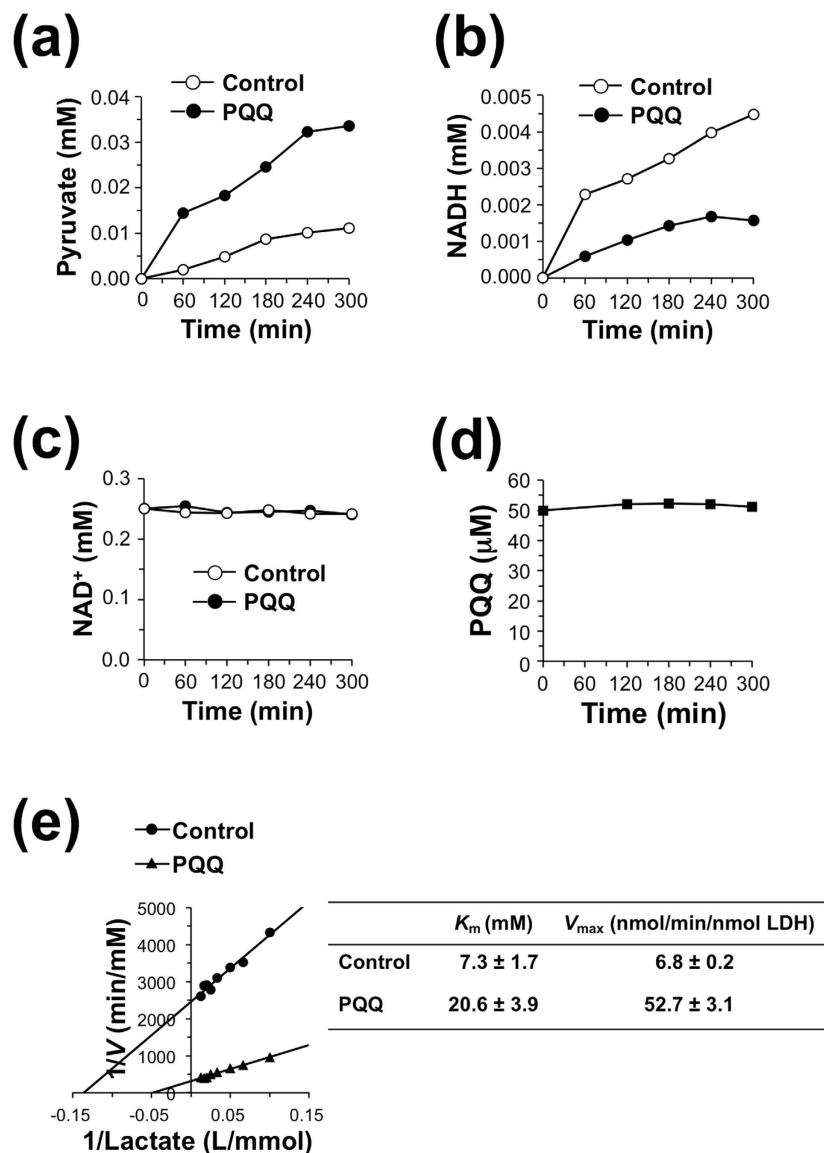 (a)
Control
PQQ
0.04
0.03
0.02
0.01
0.00
Pyruvate (mM)
0 60 120 180 240 300
Time (min)
(b)
Control
PQQ
0.005
0.004
0.003
0.002
0.001
0.000
NADH (mM)
0 60 120 180 240 300
Time (min)
(c)
0.3
0.2
0.1
0.0
NAD⁺ (mM)
Control
PQQ
0 60 120 180 240 300
Time (min)
(d)
60
50
40
30
20
10
0
PQQ (μM)
0 60 120 180 240 300
Time (min)
(e)
Control
PQQ
5000
4000
3000
2000
1000
0
1/V (min/mM)
-0.15 -0.05 0.05 0.15
1/Lactate (L/mmol)
Km (mM) Vmax (nmol/min/nmol LDH)
Control 7.3 ± 1.7 6.8 ± 0.2
PQQ 20.6 ± 3.9 52.7 ± 3.1